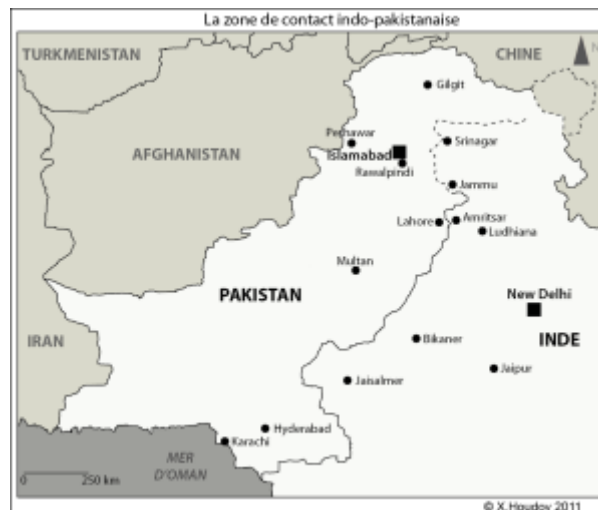 La zone de contact indo-pakistanaise
TURKMENISTAN
CHINE
N
Gilgit
Peshawar
Srinagar
AFGHANISTAN
Islamabad
Rawalpindi
Jammu
Lahore
Amritsar
Ludhiana
Multan
PAKISTAN
New Delhi
IRAN
Bikaner
INDE
Jaipur
Jaisalmer
Hyderabad
Karachi
MER
D'OMAN
0 250 km
© X.Houdoy 2011